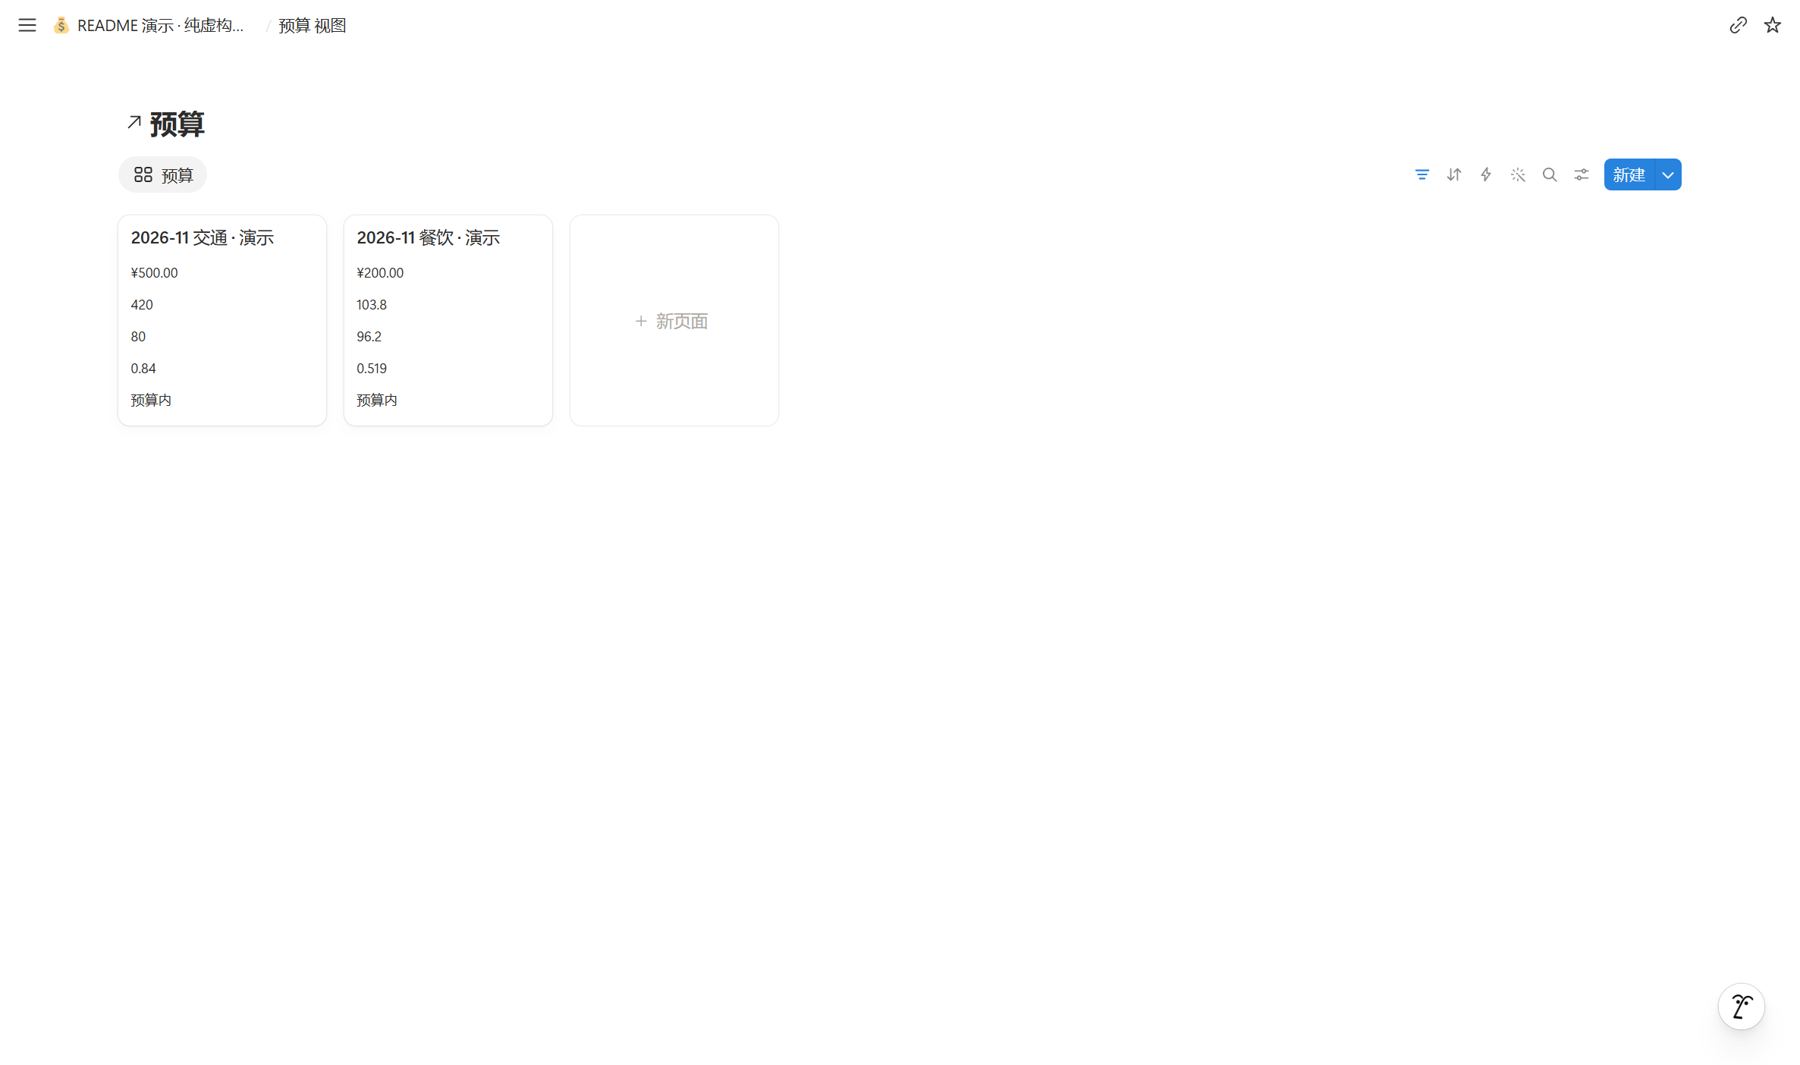 README 演示 · 纯虚构... / 预算 视图
预算
预算
新建
2026-11 交通 · 演示
¥500.00
420
80
0.84
预算内
2026-11 餐饮 · 演示
¥200.00
103.8
96.2
0.519
预算内
+ 新页面